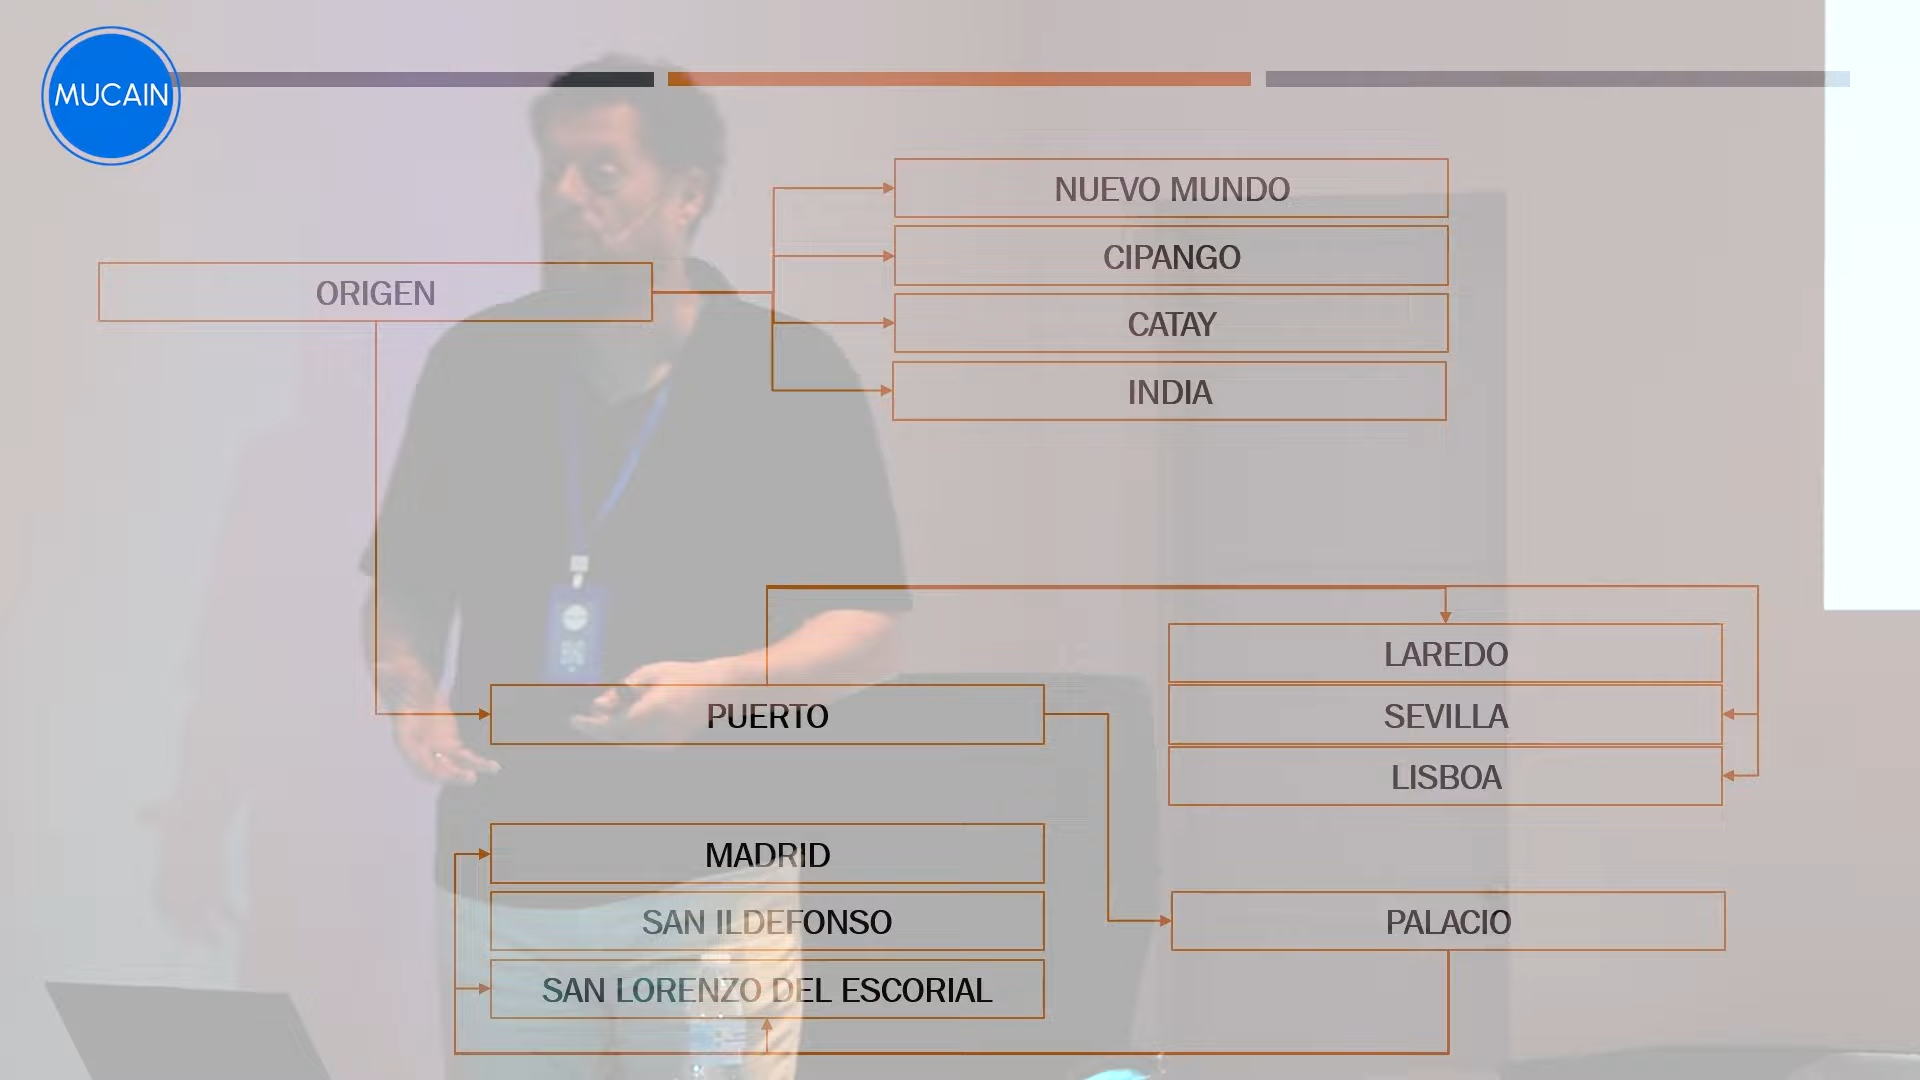 MUCAIN
NUEVO MUNDO
CIPANGO
ORIGEN
CATAY
INDIA
LAREDO
PUERTO
SEVILLA
LISBOA
MADRID
SAN ILDEFONSO
PALACIO
SAN LORENZO DEL ESCORIAL